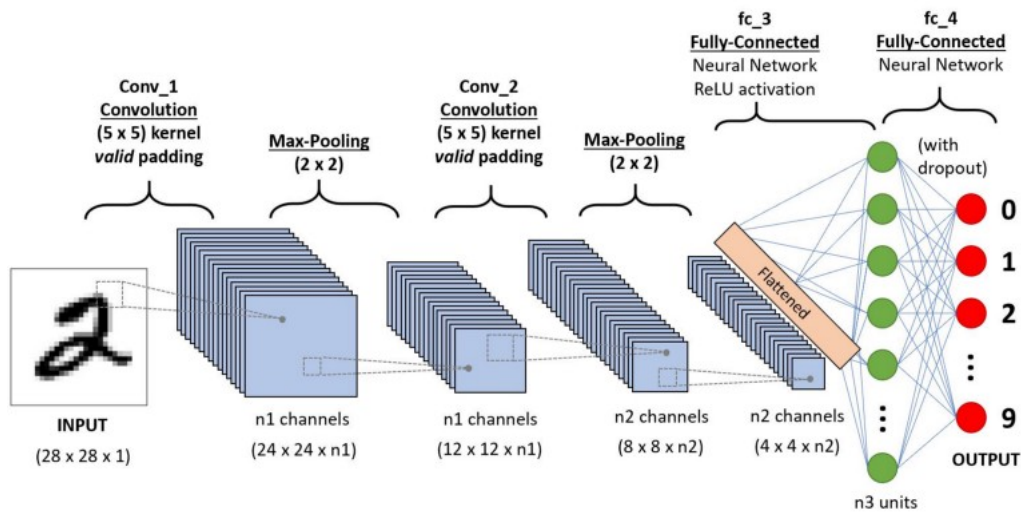 fc_3
Fully-Connected
Neural Network
ReLU activation
fc_4
Fully-Connected
Neural Network
Conv_1
Convolution
(5 x 5) kernel
valid padding
Max-Pooling
(2 x 2)
Conv_2
Convolution
(5 x 5) kernel
valid padding
Max-Pooling
(2 x 2)
(with
dropout)
0
1
2
9
Flattened
INPUT
(28 x 28 x 1)
n1 channels
(24 x 24 x n1)
n1 channels
(12 x 12 x n1)
n2 channels
(8 x 8 x n2)
n2 channels
(4 x 4 x n2)
OUTPUT
n3 units